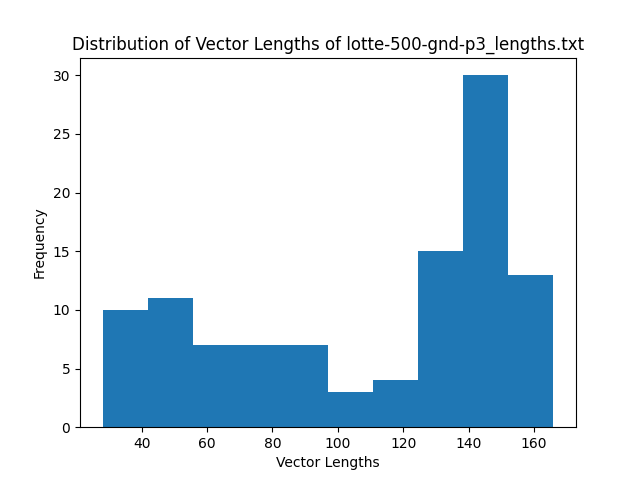 Distribution of Vector Lengths of lotte-500-gnd-p3_lengths.txt
30
25
20
15
10
5
0
Frequency
40 60 80 100 120 140 160
Vector Lengths